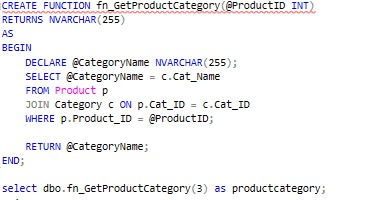 CREATE FUNCTION fn_GetProductCategory(@ProductID INT)
RETURNS NVARCHAR(255)
AS
BEGIN
DECLARE @CategoryName NVARCHAR(255);
SELECT @CategoryName = c.Cat_Name
FROM Product p
JOIN Category c ON p.Cat_ID = c.Cat_ID
WHERE p.Product_ID = @ProductID;
RETURN @CategoryName;
END;
select dbo.fn_GetProductCategory(3) as productcategory;